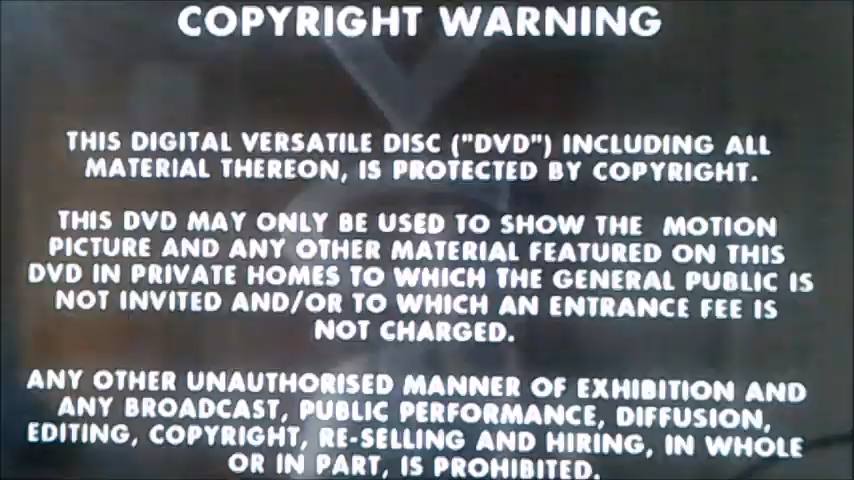 COPYRIGHT WARNING
THIS DIGITAL VERSATILE DISC ("DVD") INCLUDING ALL
MATERIAL THEREON, IS PROTECTED BY COPYRIGHT.
THIS DVD MAY ONLY BE USED TO SHOW THE MOTION
PICTURE AND ANY OTHER MATERIAL FEATURED ON THIS
DVD IN PRIVATE HOMES TO WHICH THE GENERAL PUBLIC IS
NOT INVITED AND/OR TO WHICH AN ENTRANCE FEE IS
NOT CHARGED.
ANY OTHER UNAUTHORISED MANNER OF EXHIBITION AND
ANY BROADCAST, PUBLIC PERFORMANCE, DIFFUSION,
EDITING, COPYRIGHT, RE-SELLING AND HIRING, IN WHOLE
OR IN PART, IS PROHIBITED.